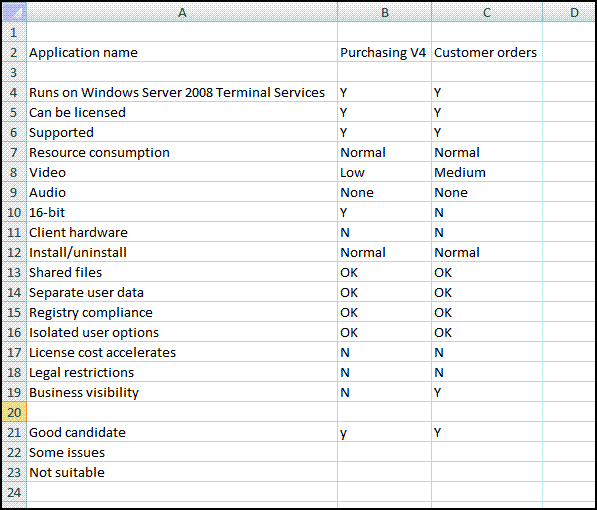 A B C D
1
2 Application name Purchasing V4 Customer orders
3
4 Runs on Windows Server 2008 Terminal Services Y Y
5 Can be licensed Y Y
6 Supported Y Y
7 Resource consumption Normal Normal
8 Video Low Medium
9 Audio None None
10 16-bit Y N
11 Client hardware N N
12 Install/uninstall Normal Normal
13 Shared files OK OK
14 Separate user data OK OK
15 Registry compliance OK OK
16 Isolated user options OK OK
17 License cost accelerates N N
18 Legal restrictions N N
19 Business visibility N Y
20
21 Good candidate y Y
22 Some issues
23 Not suitable
24